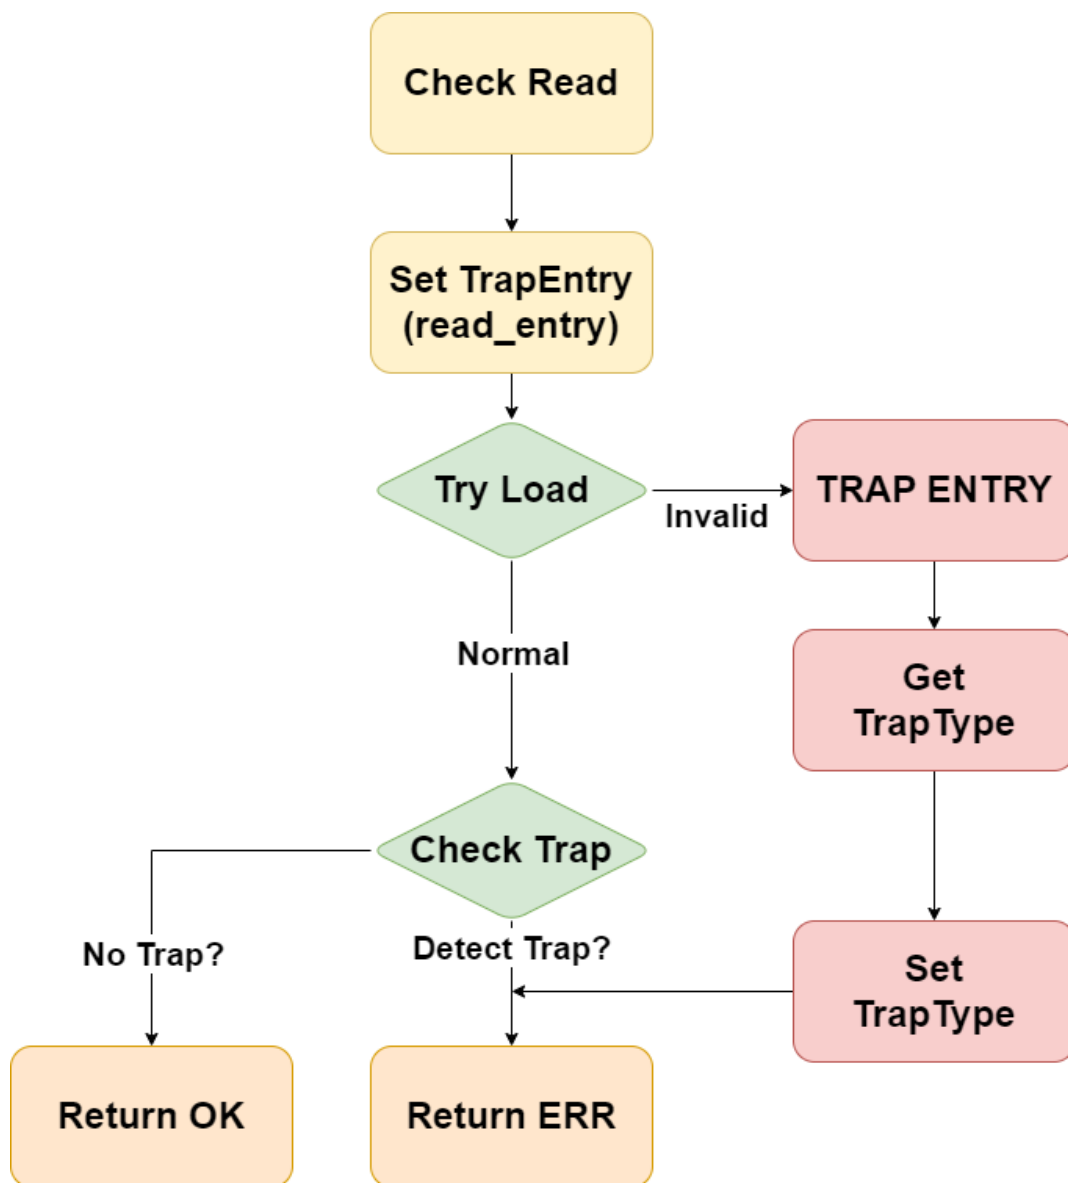 Check Read
Set TrapEntry
(read_entry)
Try Load
Invalid
TRAP ENTRY
Normal
Get
TrapType
Check Trap
No Trap?
Detect Trap?
Set
TrapType
Return OK
Return ERR